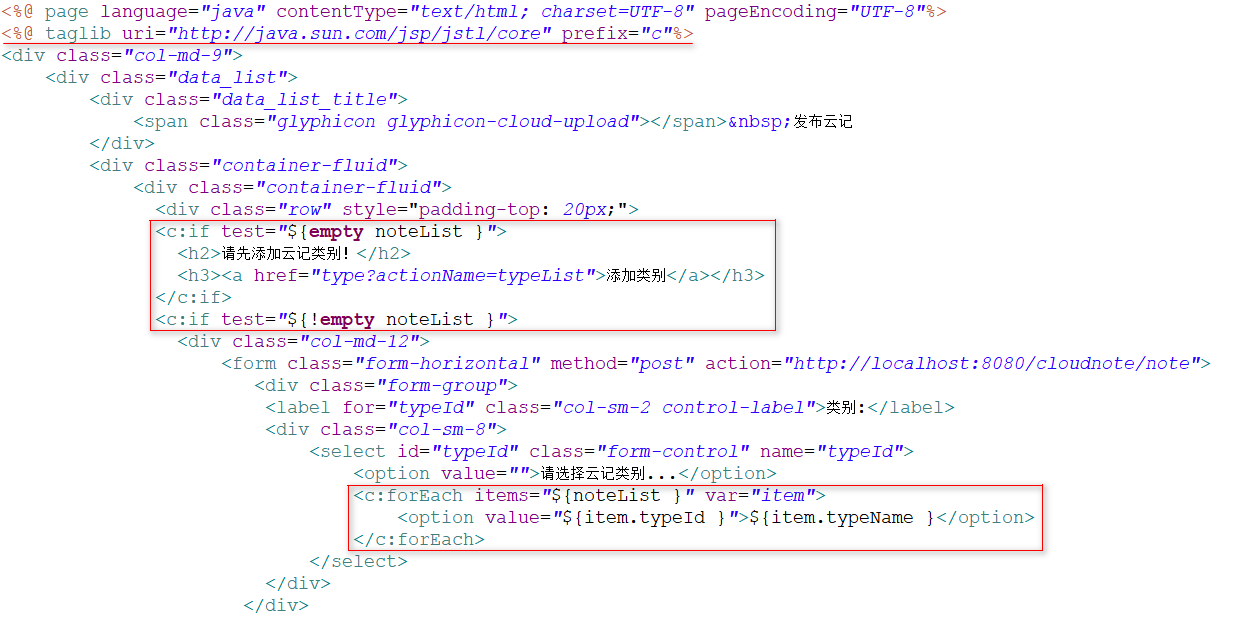 <%@ page language="java" contentType="text/html; charset=UTF-8" pageEncoding="UTF-8"%>
<%@ taglib uri="http://java.sun.com/jsp/jstl/core" prefix="c"%>
<div class="col-md-9">
    <div class="data_list">
        <div class="data_list_title">
            <span class="glyphicon glyphicon-cloud-upload"></span>&nbsp;发布云记
        </div>
        <div class="container-fluid">
            <div class="container-fluid">
              <div class="row" style="padding-top: 20px;">
              <c:if test="${empty noteList }">
                <h2>请先添加云记类别！</h2>
                <h3><a href="type?actionName=typeList">添加类别</a></h3>
              </c:if>
              <c:if test="${!empty noteList }">
                <div class="col-md-12">
                    <form class="form-horizontal" method="post" action="http://localhost:8080/cloudnote/note">
                       <div class="form-group">
                        <label for="typeId" class="col-sm-2 control-label">类别:</label>
                        <div class="col-sm-8">
                            <select id="typeId" class="form-control" name="typeId">
                                <option value="">请选择云记类别...</option>
                                <c:forEach items="${noteList }" var="item">
                                    <option value="${item.typeId }">${item.typeName }</option>
                                </c:forEach>
                            </select>
                        </div>
                      </div>